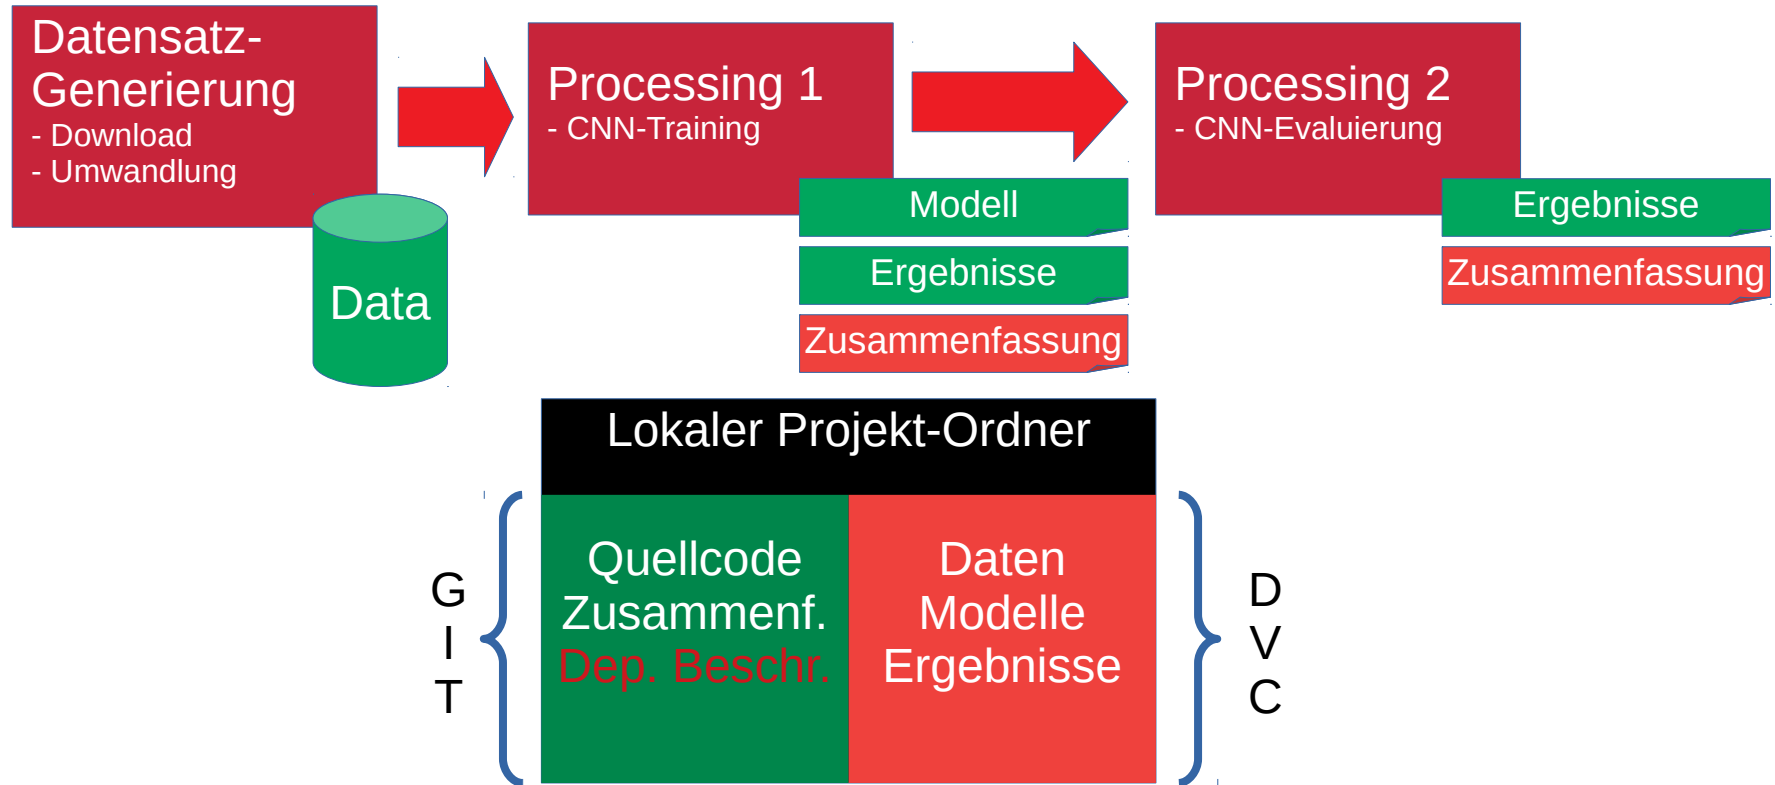 Datensatz-
Generierung
- Download
- Umwandlung
Data
Processing 1
- CNN-Training
Modell
Ergebnisse
Zusammenfassung
Processing 2
- CNN-Evaluierung
Ergebnisse
Zusammenfassung
Lokaler Projekt-Ordner
G
I
T
Quellcode
Zusammenf.
Dep. Beschr.
Daten
Modelle
Ergebnisse
D
V
C